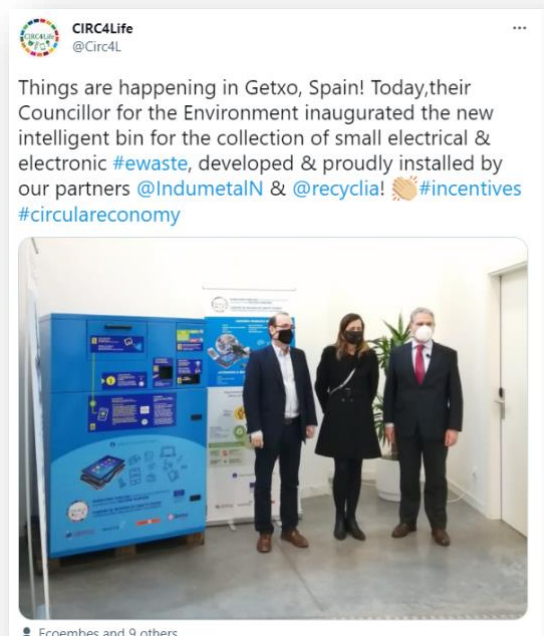 CIRC4Life
@Circ4L
Things are happening in Getxo, Spain! Today,their
Councillor for the Environment inaugurated the new
intelligent bin for the collection of small electrical &
electronic #ewaste, developed & proudly installed by
our partners @IndumetalN & @recyclia! 👏🏼#incentives
#circulareconomy
Ecoembes and 9 others